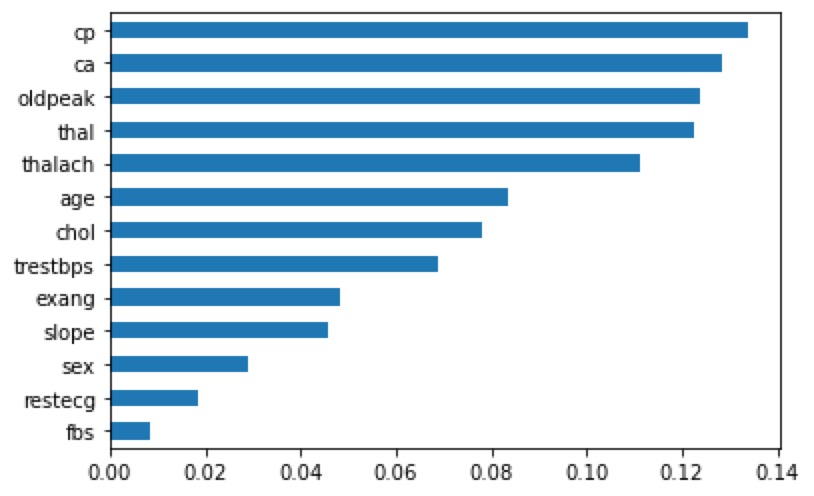 cp
ca
oldpeak
thal
thalach
age
chol
trestbps
exang
slope
sex
restecg
fbs
0.00 0.02 0.04 0.06 0.08 0.10 0.12 0.14